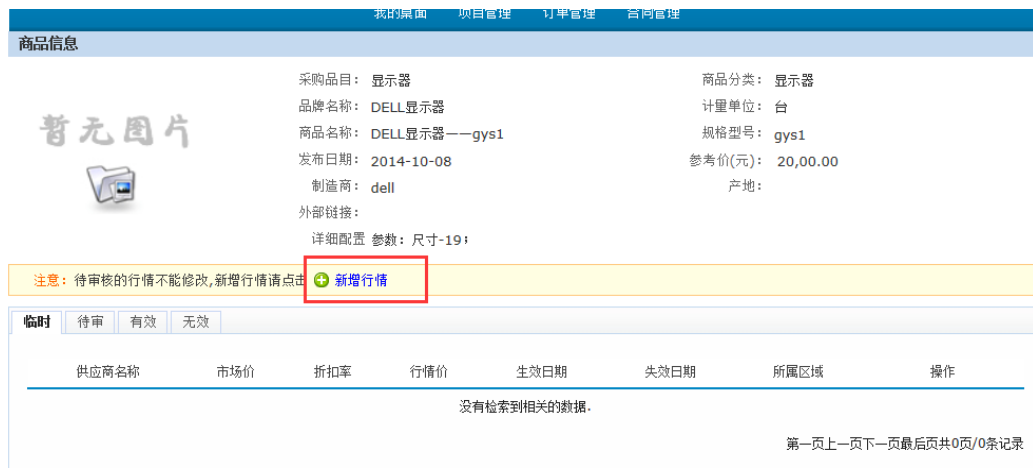 我的桌面 项目管理 订单管理 合同管理
商品信息
暂无图片
采购品目： 显示器 商品分类： 显示器
品牌名称： DELL显示器 计量单位： 台
商品名称： DELL显示器——gys1 规格型号： gys1
发布日期： 2014-10-08 参考价(元)： 20,00.00
制造商： dell 产地：
外部链接：
详细配置 参数：尺寸-19；
注意：待审核的行情不能修改,新增行情请点击 新增行情
临时 待审 有效 无效
供应商名称 市场价 折扣率 行情价 生效日期 失效日期 所属区域 操作
没有检索到相关的数据.
第一页上一页下一页最后页共0页/0条记录